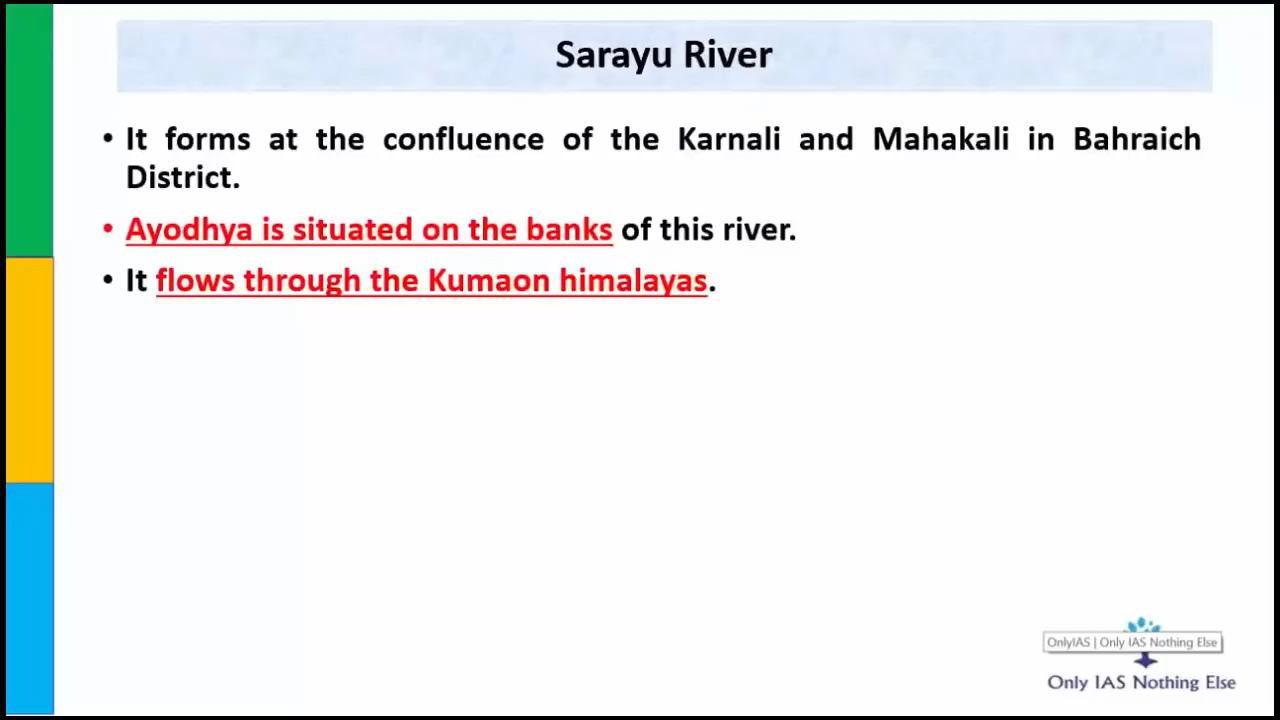 Sarayu River
• It forms at the confluence of the Karnali and Mahakali in Bahraich
District.
• Ayodhya is situated on the banks of this river.
• It flows through the Kumaon himalayas.
OnlyIAS | Only IAS Nothing Else
Only IAS Nothing Else